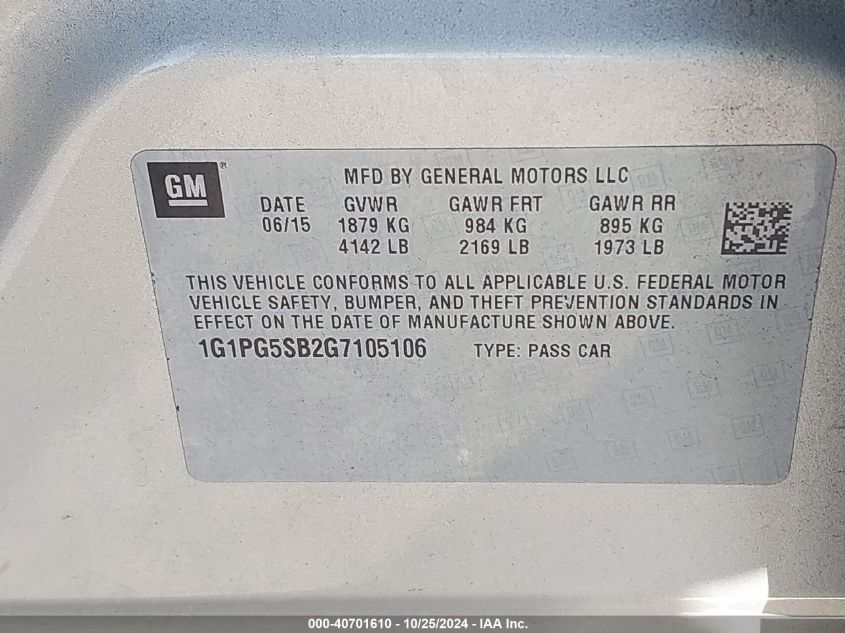 GM®
MFD BY GENERAL MOTORS LLC
DATE GVWR GAWR FRT GAWR RR
06/15 1879 KG 984 KG 895 KG
4142 LB 2169 LB 1973 LB
THIS VEHICLE CONFORMS TO ALL APPLICABLE U.S. FEDERAL MOTOR
VEHICLE SAFETY, BUMPER, AND THEFT PREVENTION STANDARDS IN
EFFECT ON THE DATE OF MANUFACTURE SHOWN ABOVE.
1G1PG5SB2G7105106 TYPE: PASS CAR
000-40701610 - 10/25/2024 - IAA Inc.